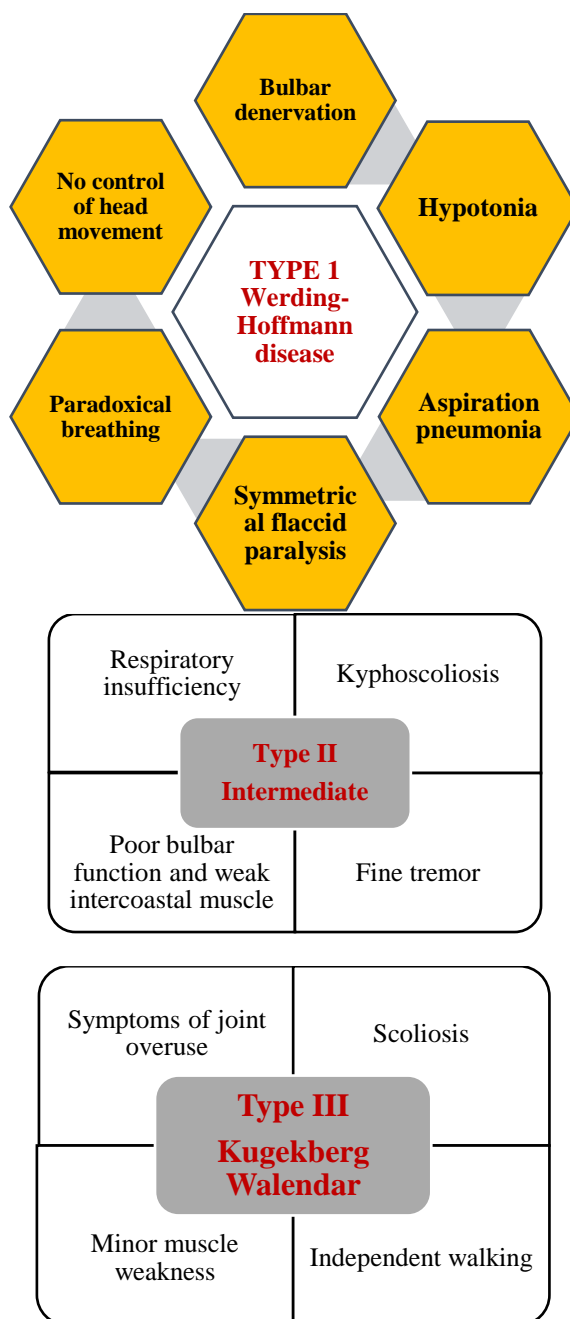 Bulbar
denervation
No control
of head
movement
Hypotonia
TYPE 1
Werding-
Hoffmann
disease
Paradoxical
breathing
Aspiration
pneumonia
Symmetric
al flaccid
paralysis
Respiratory
insufficiency
Kyphoscoliosis
Type II
Intermediate
Poor bulbar
function and weak
intercoastal muscle
Fine tremor
Symptoms of joint
overuse
Scoliosis
Type III
Kugekberg
Walendar
Minor muscle
weakness
Independent walking